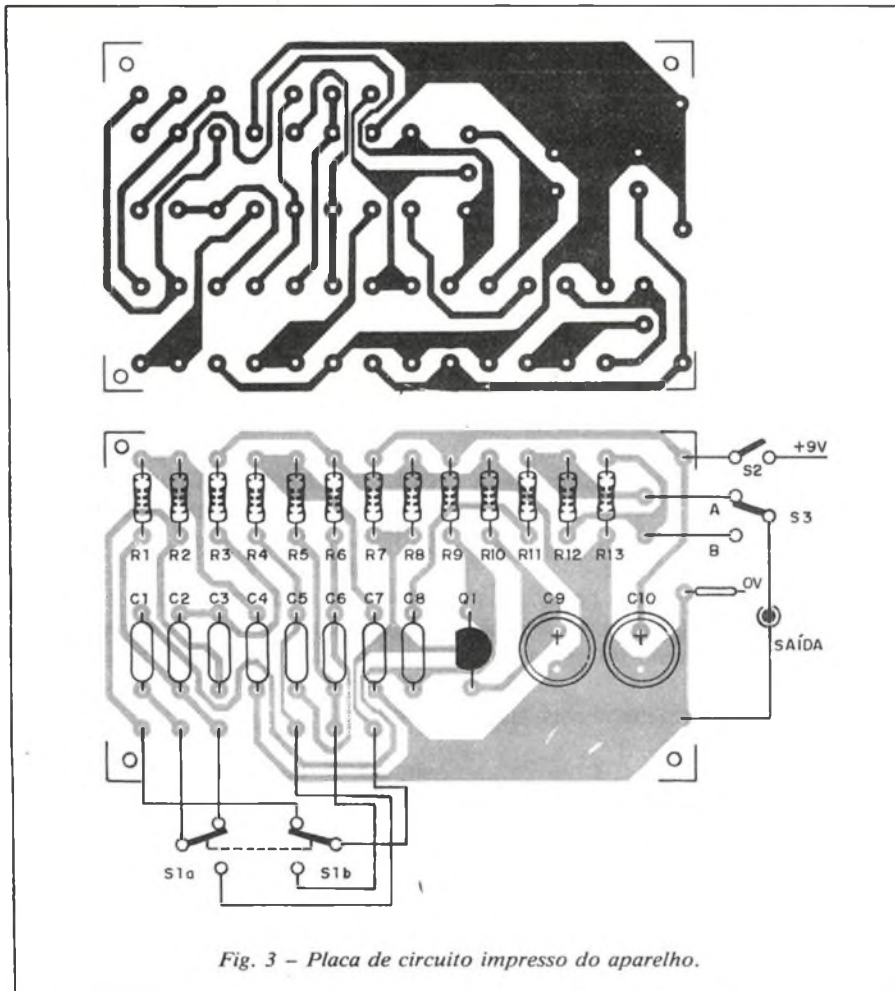 +9V
S2
A
S3
B
R1 R2 R3 R4 R5 R6 R7 R8 R9 R10 R11 R12 R13
C1 C2 C3 C4 C5 C6 C7 C8 Q1 C9 C10 0V
+ +
SAÍDA
S1a S1b
Fig. 3 – Placa de circuito impresso do aparelho.